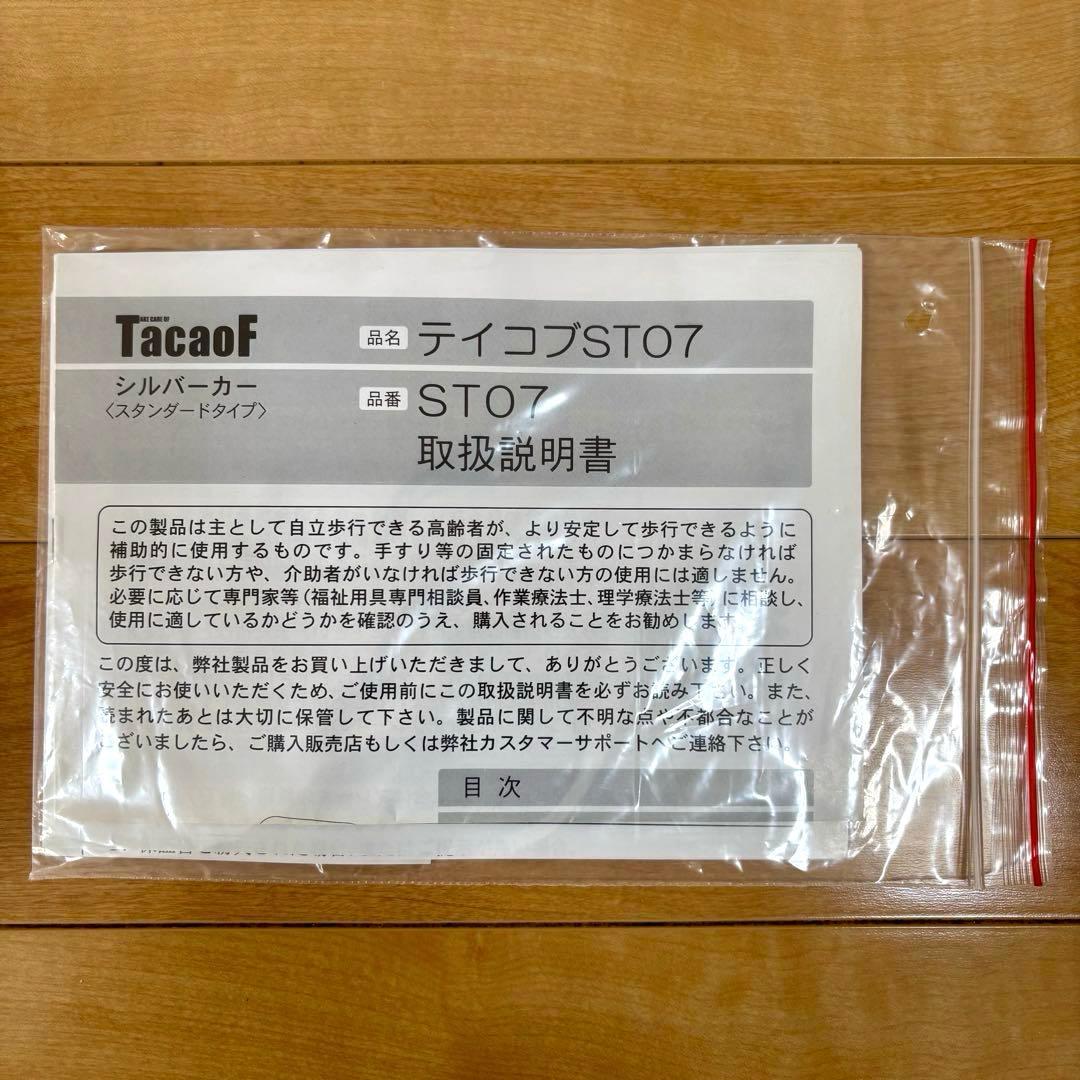 TAKE CARE OF
TacaoF
シルバーカー
〈スタンダードタイプ〉
品名 テイコブST07
品番 ST07
取扱説明書
この製品は主として自立歩行できる高齢者が、より安定して歩行できるように
補助的に使用するものです。手すり等の固定されたものにつかまらなければ
歩行できない方や、介助者がいなければ歩行できない方の使用には適しません。
必要に応じて専門家等(福祉用具専門相談員、作業療法士、理学療法士等)に相談し、
使用に適しているかどうかを確認のうえ、購入されることをお勧めします。
この度は、弊社製品をお買い上げいただきまして、ありがとうございます。正しく
安全にお使いいただくため、ご使用前にこの取扱説明書を必ずお読み下さい。また、
読まれたあとは大切に保管して下さい。製品に関して不明な点や不都合なことが
ございましたら、ご購入販売店もしくは弊社カスタマーサポートへご連絡下さい。
目 次